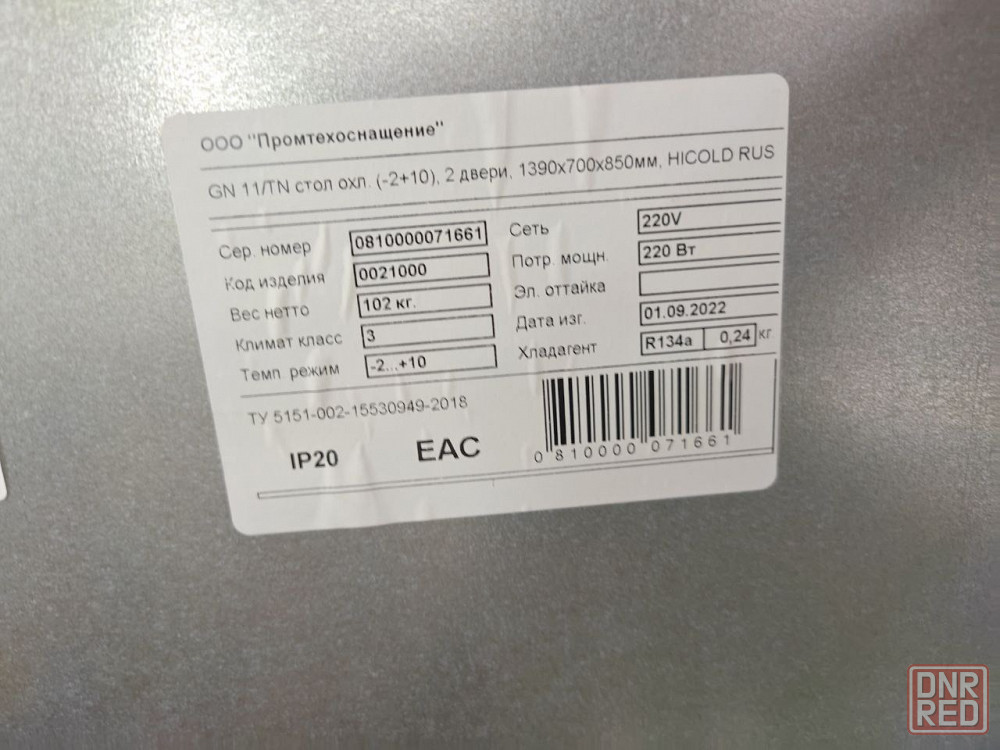 ООО "Промтехоснащение"
GN 11/TN стол охл. (-2+10), 2 двери, 1390х700х850мм, HICOLD RUS
Сер. номер 0810000071661 Сеть 220V
Код изделия 0021000 Потр. мощн. 220 Вт
Вес нетто 102 кг. Эл. оттайка
Климат класс 3 Дата изг. 01.09.2022
Темп. режим -2...+10 Хладагент R134a 0,24 кг
ТУ 5151-002-15530949-2018
IP20 EAC 0810000071661
DNR
RED